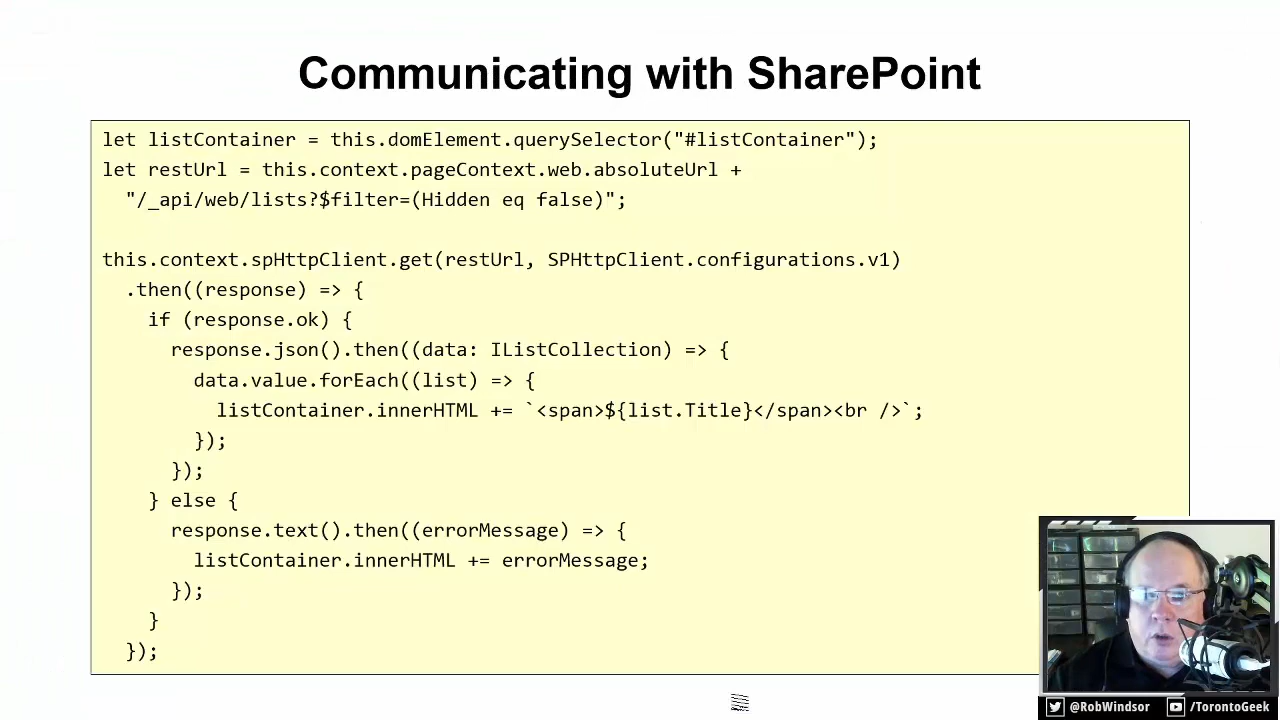 Communicating with SharePoint
let listContainer = this.domElement.querySelector("#listContainer");
let restUrl = this.context.pageContext.web.absoluteUrl +
  "/_api/web/lists?$filter=(Hidden eq false)";

this.context.spHttpClient.get(restUrl, SPHttpClient.configurations.v1)
  .then((response) => {
    if (response.ok) {
      response.json().then((data: IListCollection) => {
        data.value.forEach((list) => {
          listContainer.innerHTML += `<span>${list.Title}</span><br />`;
        });
      });
    } else {
      response.text().then((errorMessage) => {
        listContainer.innerHTML += errorMessage;
      });
    }
  });
@RobWindsor /TorontoGeek